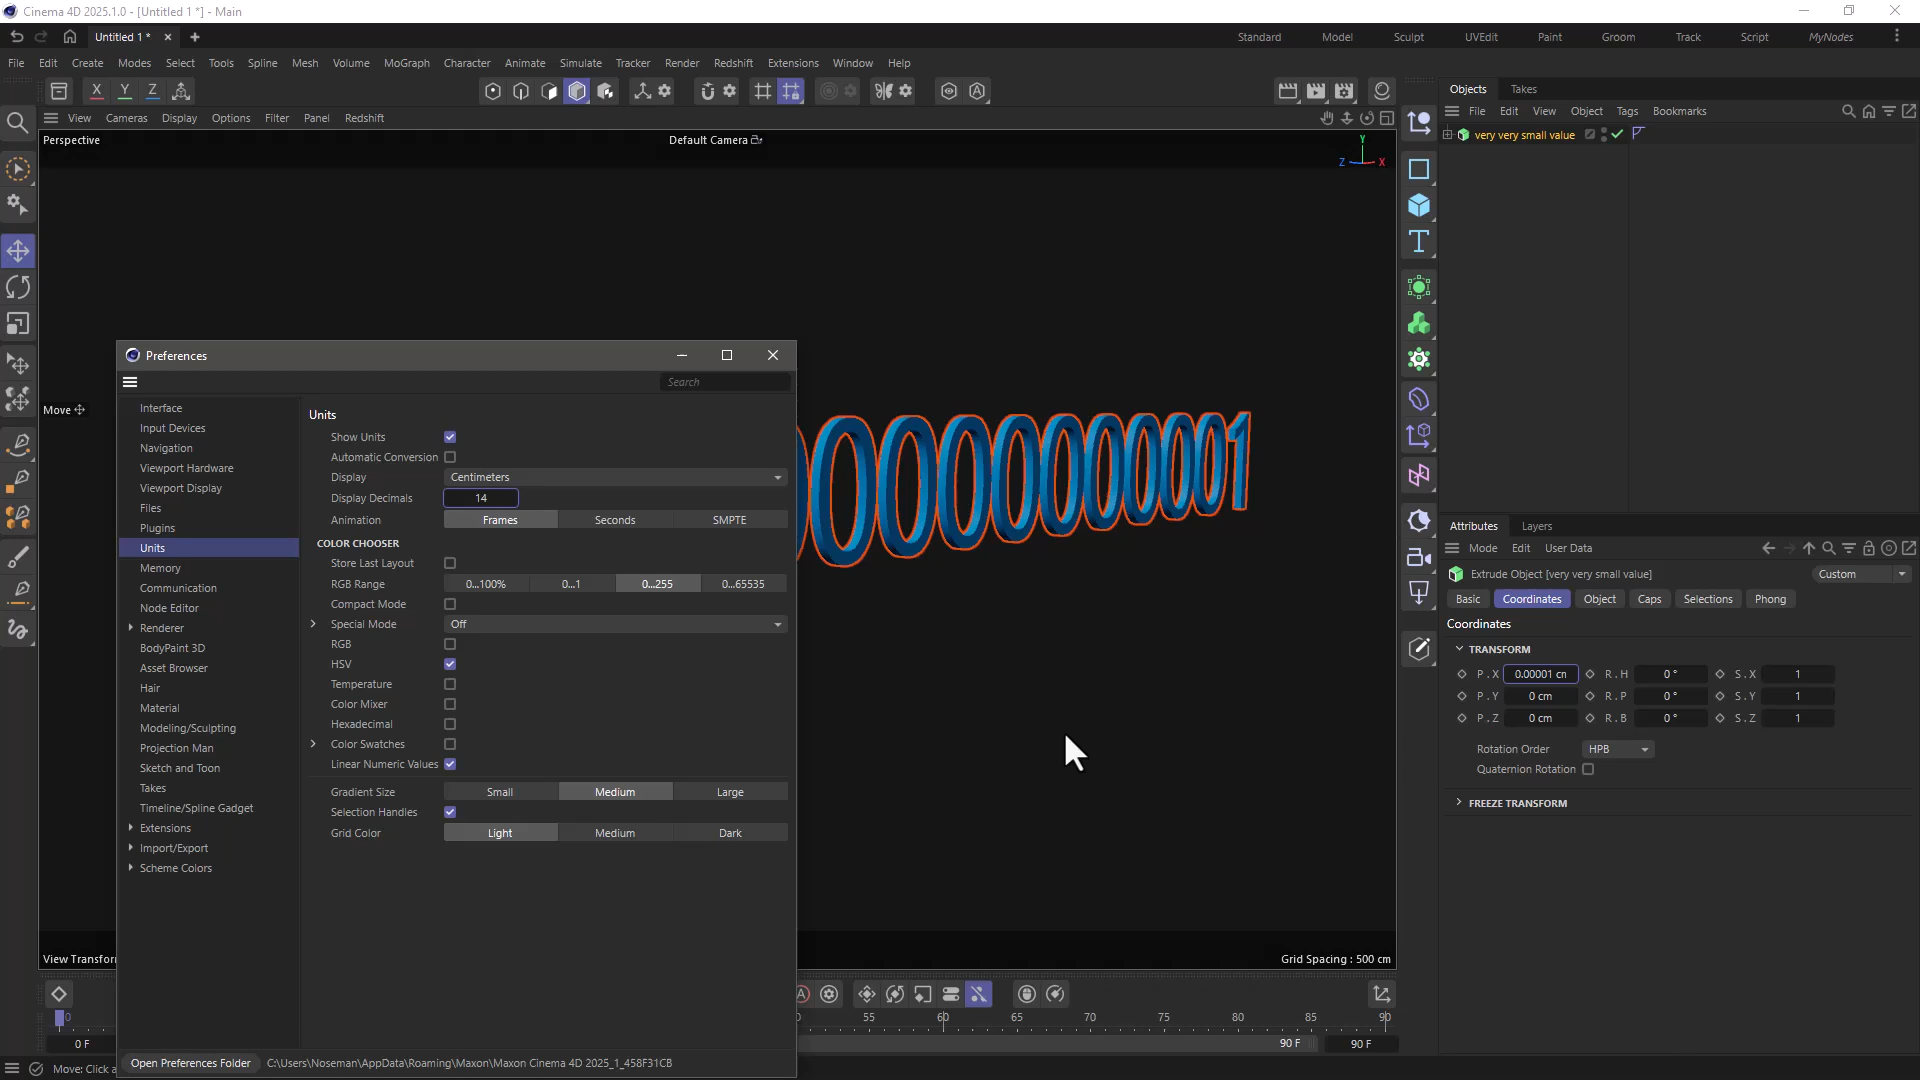 Cinema 4D 2025.1.0 - [Untitled 1 *] - Main
Untitled 1 *
Standard Model Sculpt UVEdit Paint Groom Track Script MyNodes
File Edit Create Modes Select Tools Spline Mesh Volume MoGraph Character Animate Simulate Tracker Render Redshift Extensions Window Help
X Y Z
View Cameras Display Options Filter Panel Redshift
Perspective
Default Camera
Y
Z X
Move
000000001
View Transfor
Grid Spacing : 500 cm
Preferences
Search
Interface
Input Devices
Navigation
Viewport Hardware
Viewport Display
Files
Plugins
Units
Memory
Communication
Node Editor
Renderer
BodyPaint 3D
Asset Browser
Hair
Material
Modeling/Sculpting
Projection Man
Sketch and Toon
Takes
Timeline/Spline Gadget
Extensions
Import/Export
Scheme Colors
Units
Show Units
Automatic Conversion
Display Centimeters
Display Decimals 14
Animation Frames Seconds SMPTE
COLOR CHOOSER
Store Last Layout
RGB Range 0...100% 0...1 0...255 0...65535
Compact Mode
Special Mode Off
RGB
HSV
Temperature
Color Mixer
Hexadecimal
Color Swatches
Linear Numeric Values
Gradient Size Small Medium Large
Selection Handles
Grid Color Light Medium Dark
Open Preferences Folder C:\Users\Noseman\AppData\Roaming\Maxon\Maxon Cinema 4D 2025_1_458F31CB
Objects Takes
File Edit View Object Tags Bookmarks
very very small value
Attributes Layers
Mode Edit User Data
Extrude Object [very very small value]
Custom
Basic Coordinates Object Caps Selections Phong
Coordinates
TRANSFORM
P . X 0.00001 cn R . H 0 ° S . X 1
P . Y 0 cm R . P 0 ° S . Y 1
P . Z 0 cm R . B 0 ° S . Z 1
Rotation Order HPB
Quaternion Rotation
FREEZE TRANSFORM
0 55 60 65 70 75 80 85 90
0 F 90 F 90 F
Move: Click a